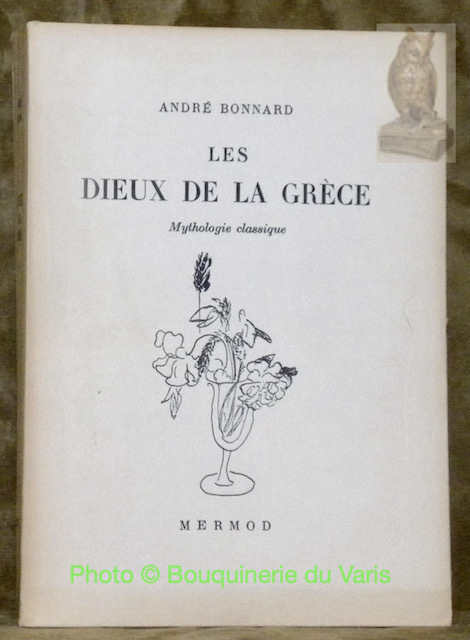 ANDRÉ BONNARD
LES
DIEUX DE LA GRÈCE
Mythologie classique
MERMOD
Photo © Bouquinerie du Varis